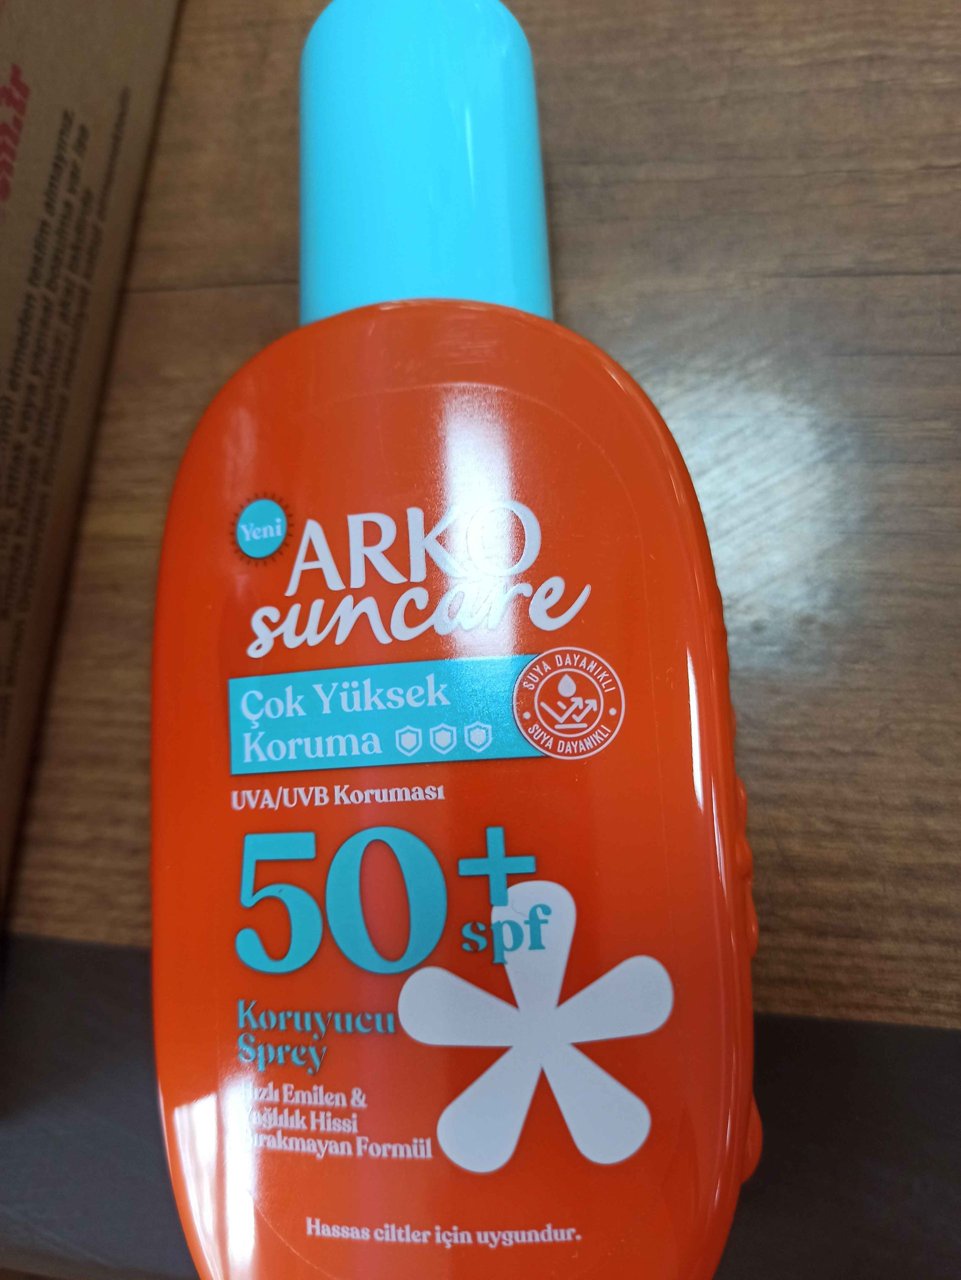 Yeni
ARKO
suncare
Çok Yüksek
Koruma
SUYA DAYANIKLI
SUYA DAYANIKLI
UVA/UVB Koruması
50+
spf
Koruyucu
Sprey
Hızlı Emilen &
Yağlılık Hissi
Bırakmayan Formül
Hassas ciltler için uygundur.